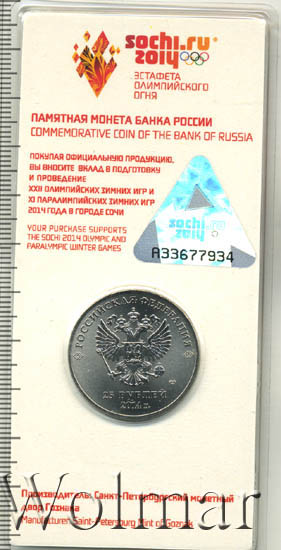 sochi.ru
2014
ЭСТАФЕТА
ОЛИМПИЙСКОГО
ОГНЯ
ПАМЯТНАЯ МОНЕТА БАНКА РОССИИ
COMMEMORATIVE COIN OF THE BANK OF RUSSIA
ПОКУПАЯ ОФИЦИАЛЬНУЮ ПРОДУКЦИЮ,
ВЫ ВНОСИТЕ ВКЛАД В ПОДГОТОВКУ
И ПРОВЕДЕНИЕ
XXII ОЛИМПИЙСКИХ ЗИМНИХ ИГР И
XI ПАРАЛИМПИЙСКИХ ЗИМНИХ ИГР
2014 ГОДА В ГОРОДЕ СОЧИ
YOUR PURCHASE SUPPORTS
THE SOCHI 2014 OLYMPIC AND
PARALYMPIC WINTER GAMES
sochi.ru
2014
A33677934
РОССИЙСКАЯ ФЕДЕРАЦИЯ
25 РУБЛЕЙ
2014 г.
Производитель: Санкт-Петербургский монетный
двор Гознака
Manufacturer: Saint-Petersburg Mint of Goznak
Wolmar